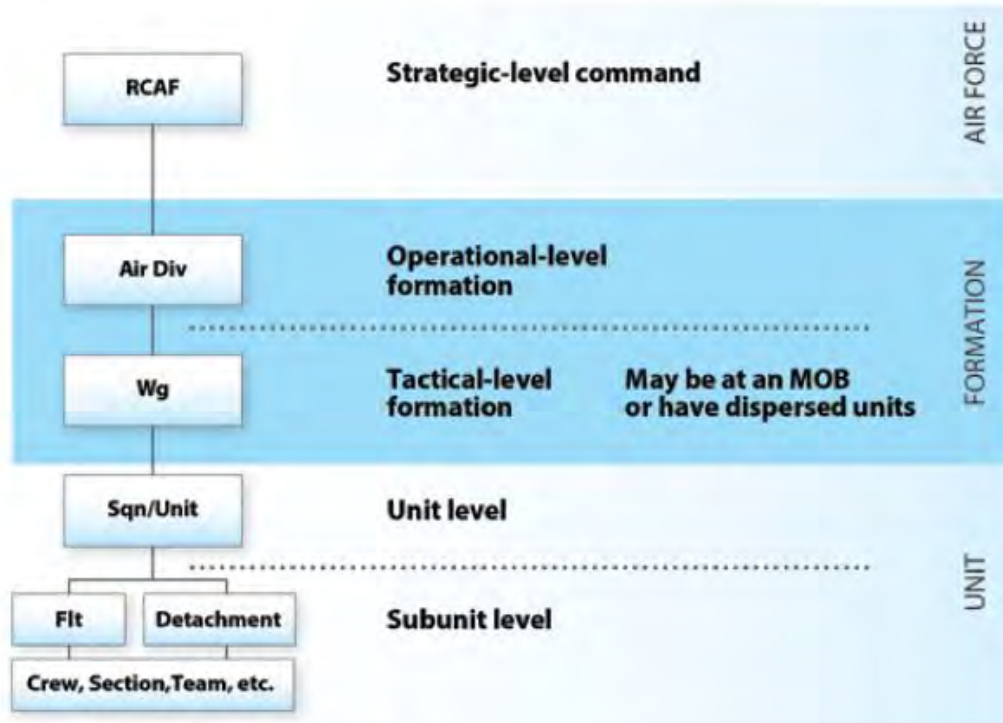 RCAF
Strategic-level command
AIR FORCE
Air Div
Operational-level
formation
Wg
Tactical-level
formation
May be at an MOB
or have dispersed units
FORMATION
Sqn/Unit
Unit level
Flt
Detachment
Subunit level
Crew, Section,Team, etc.
UNIT